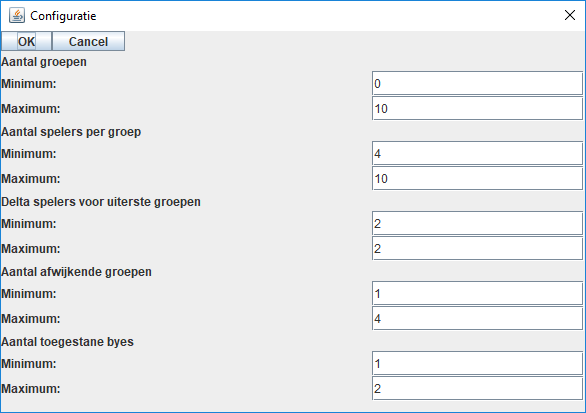 Configuratie
OK Cancel
Aantal groepen
Minimum: 0
Maximum: 10
Aantal spelers per groep
Minimum: 4
Maximum: 10
Delta spelers voor uiterste groepen
Minimum: 2
Maximum: 2
Aantal afwijkende groepen
Minimum: 1
Maximum: 4
Aantal toegestane byes
Minimum: 1
Maximum: 2